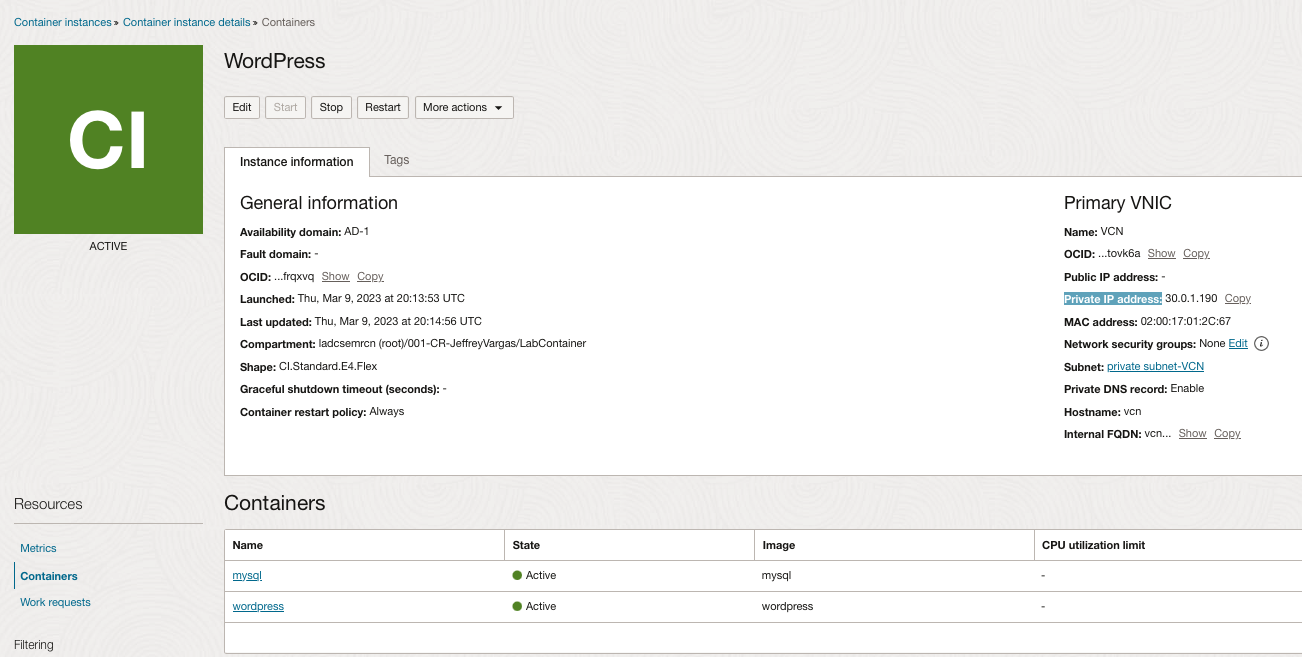 Container instances » Container instance details » Containers
CI
ACTIVE
WordPress
Edit Start Stop Restart More actions
Instance information Tags
General information
Availability domain: AD-1
Fault domain: -
OCID: ...frqxvq Show Copy
Launched: Thu, Mar 9, 2023 at 20:13:53 UTC
Last updated: Thu, Mar 9, 2023 at 20:14:56 UTC
Compartment: ladcsemrcn (root)/001-CR-JeffreyVargas/LabContainer
Shape: CI.Standard.E4.Flex
Graceful shutdown timeout (seconds): -
Container restart policy: Always
Primary VNIC
Name: VCN
OCID: ...tovk6a Show Copy
Public IP address: -
Private IP address: 30.0.1.190 Copy
MAC address: 02:00:17:01:2C:67
Network security groups: None Edit i
Subnet: private subnet-VCN
Private DNS record: Enable
Hostname: vcn
Internal FQDN: vcn... Show Copy
Resources
Metrics
Containers
Work requests
Filtering
Containers
Name State Image CPU utilization limit
mysql Active mysql -
wordpress Active wordpress -